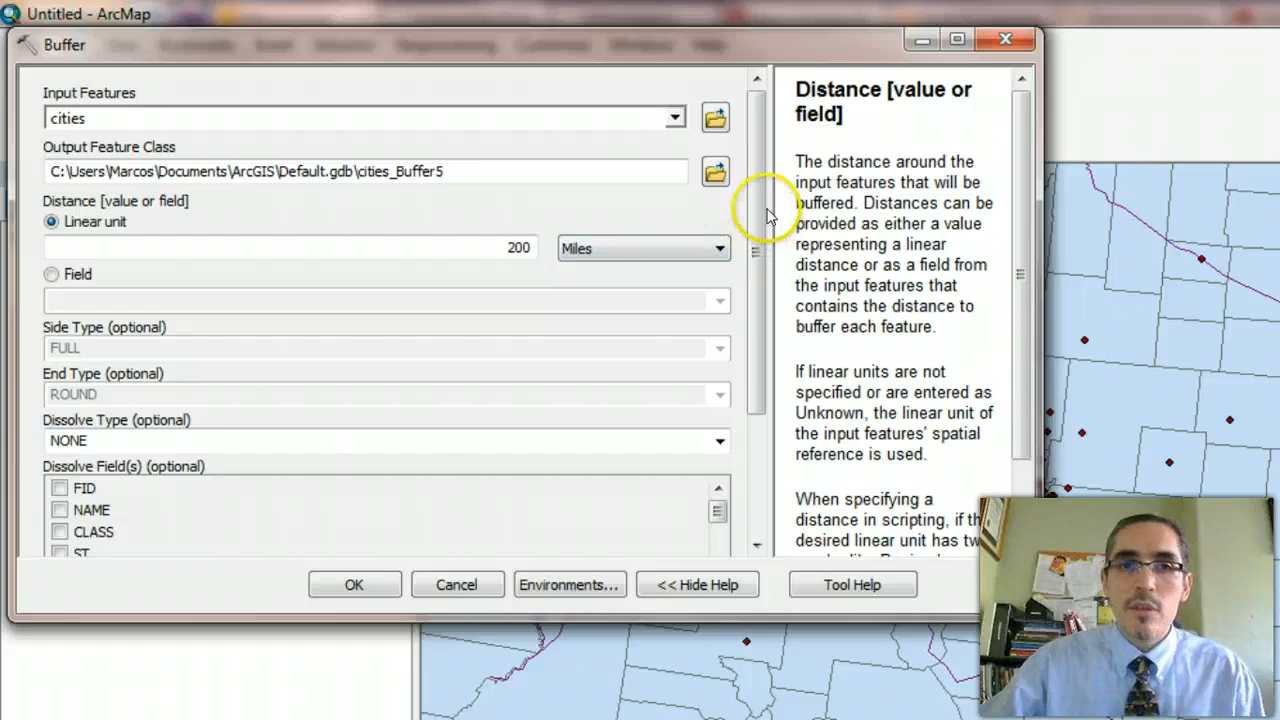 Untitled - ArcMap
Buffer
Input Features
cities
Output Feature Class
C:\Users\Marcos\Documents\ArcGIS\Default.gdb\cities_Buffer5
Distance [value or field]
Linear unit
200
Miles
Field
Side Type (optional)
FULL
End Type (optional)
ROUND
Dissolve Type (optional)
NONE
Dissolve Field(s) (optional)
FID
NAME
CLASS
ST
OK
Cancel
Environments...
<< Hide Help
Tool Help
Distance [value or
field]
The distance around the
input features that will be
buffered. Distances can be
provided as either a value
representing a linear
distance or as a field from
the input features that
contains the distance to
buffer each feature.
If linear units are not
specified or are entered as
Unknown, the linear unit of
the input features' spatial
reference is used.
When specifying a
distance in scripting, if th
desired linear unit has tw